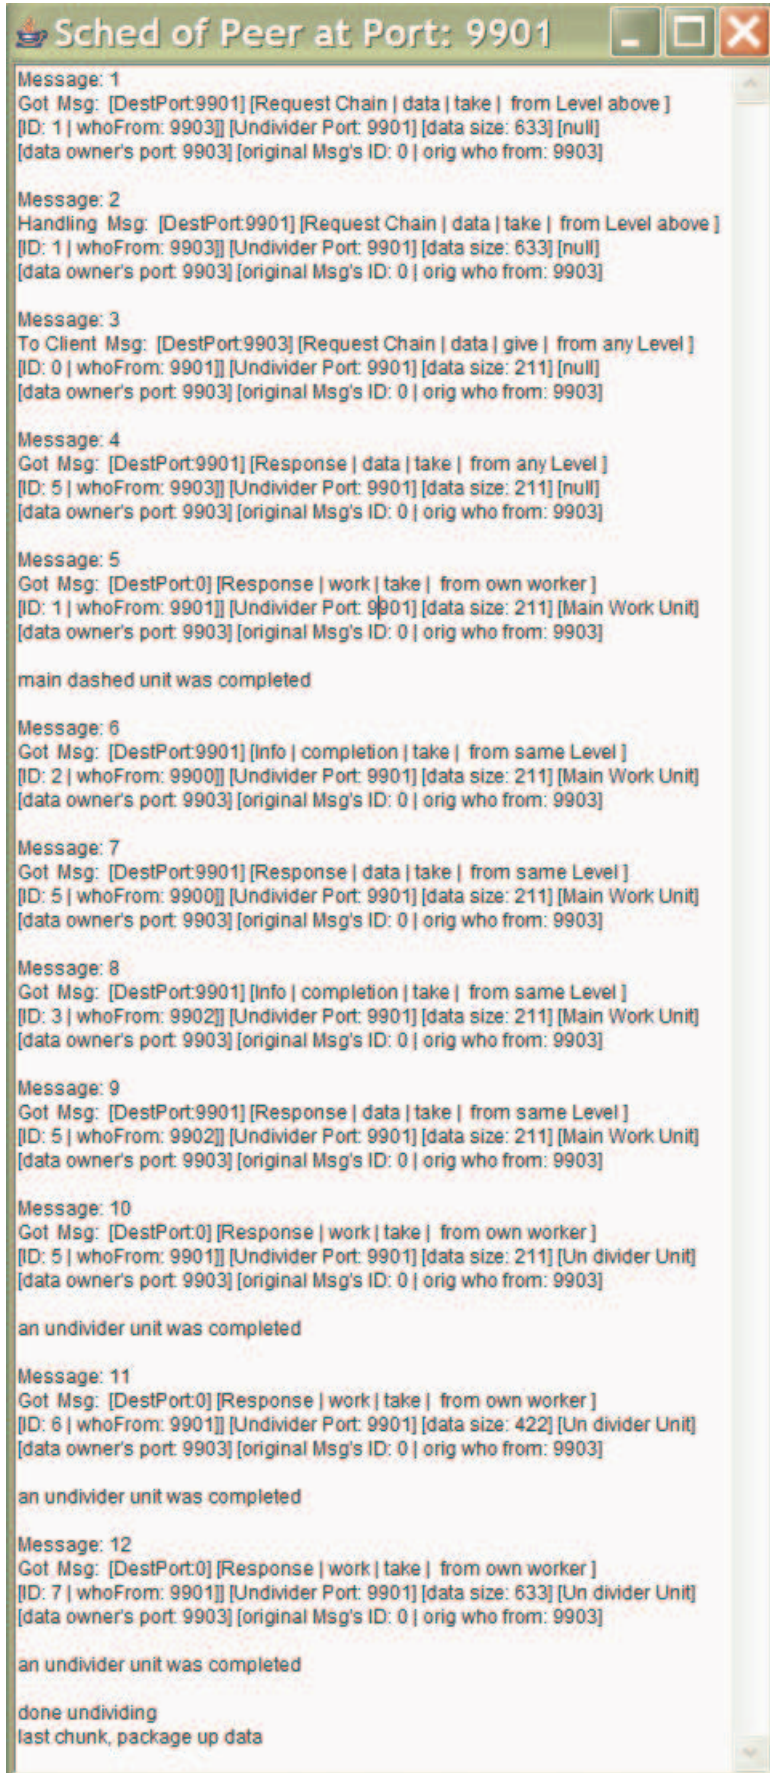 Sched of Peer at Port: 9901
Message: 1
Got Msg: [DestPort:9901] [Request Chain | data | take | from Level above ]
[ID: 1 | whoFrom: 9903]] [Undivider Port: 9901] [data size: 633] [null]
[data owner's port: 9903] [original Msg's ID: 0 | orig who from: 9903]
Message: 2
Handling Msg: [DestPort:9901] [Request Chain | data | take | from Level above ]
[ID: 1 | whoFrom: 9903]] [Undivider Port: 9901] [data size: 633] [null]
[data owner's port: 9903] [original Msg's ID: 0 | orig who from: 9903]
Message: 3
To Client Msg: [DestPort:9903] [Request Chain | data | give | from any Level ]
[ID: 0 | whoFrom: 9901]] [Undivider Port: 9901] [data size: 211] [null]
[data owner's port: 9903] [original Msg's ID: 0 | orig who from: 9903]
Message: 4
Got Msg: [DestPort:9901] [Response | data | take | from any Level ]
[ID: 5 | whoFrom: 9903]] [Undivider Port: 9901] [data size: 211] [null]
[data owner's port: 9903] [original Msg's ID: 0 | orig who from: 9903]
Message: 5
Got Msg: [DestPort:0] [Response | work | take | from own worker ]
[ID: 1 | whoFrom: 9901]] [Undivider Port: 9901] [data size: 211] [Main Work Unit]
[data owner's port: 9903] [original Msg's ID: 0 | orig who from: 9903]
main dashed unit was completed
Message: 6
Got Msg: [DestPort:9901] [Info | completion | take | from same Level ]
[ID: 2 | whoFrom: 9900]] [Undivider Port: 9901] [data size: 211] [Main Work Unit]
[data owner's port: 9903] [original Msg's ID: 0 | orig who from: 9903]
Message: 7
Got Msg: [DestPort:9901] [Response | data | take | from same Level ]
[ID: 5 | whoFrom: 9900]] [Undivider Port: 9901] [data size: 211] [Main Work Unit]
[data owner's port: 9903] [original Msg's ID: 0 | orig who from: 9903]
Message: 8
Got Msg: [DestPort:9901] [Info | completion | take | from same Level ]
[ID: 3 | whoFrom: 9902]] [Undivider Port: 9901] [data size: 211] [Main Work Unit]
[data owner's port: 9903] [original Msg's ID: 0 | orig who from: 9903]
Message: 9
Got Msg: [DestPort:9901] [Response | data | take | from same Level ]
[ID: 5 | whoFrom: 9902]] [Undivider Port: 9901] [data size: 211] [Main Work Unit]
[data owner's port: 9903] [original Msg's ID: 0 | orig who from: 9903]
Message: 10
Got Msg: [DestPort:0] [Response | work | take | from own worker ]
[ID: 5 | whoFrom: 9901]] [Undivider Port: 9901] [data size: 211] [Un divider Unit]
[data owner's port: 9903] [original Msg's ID: 0 | orig who from: 9903]
an undivider unit was completed
Message: 11
Got Msg: [DestPort:0] [Response | work | take | from own worker ]
[ID: 6 | whoFrom: 9901]] [Undivider Port: 9901] [data size: 422] [Un divider Unit]
[data owner's port: 9903] [original Msg's ID: 0 | orig who from: 9903]
an undivider unit was completed
Message: 12
Got Msg: [DestPort:0] [Response | work | take | from own worker ]
[ID: 7 | whoFrom: 9901]] [Undivider Port: 9901] [data size: 633] [Un divider Unit]
[data owner's port: 9903] [original Msg's ID: 0 | orig who from: 9903]
an undivider unit was completed
done undividing
last chunk, package up data